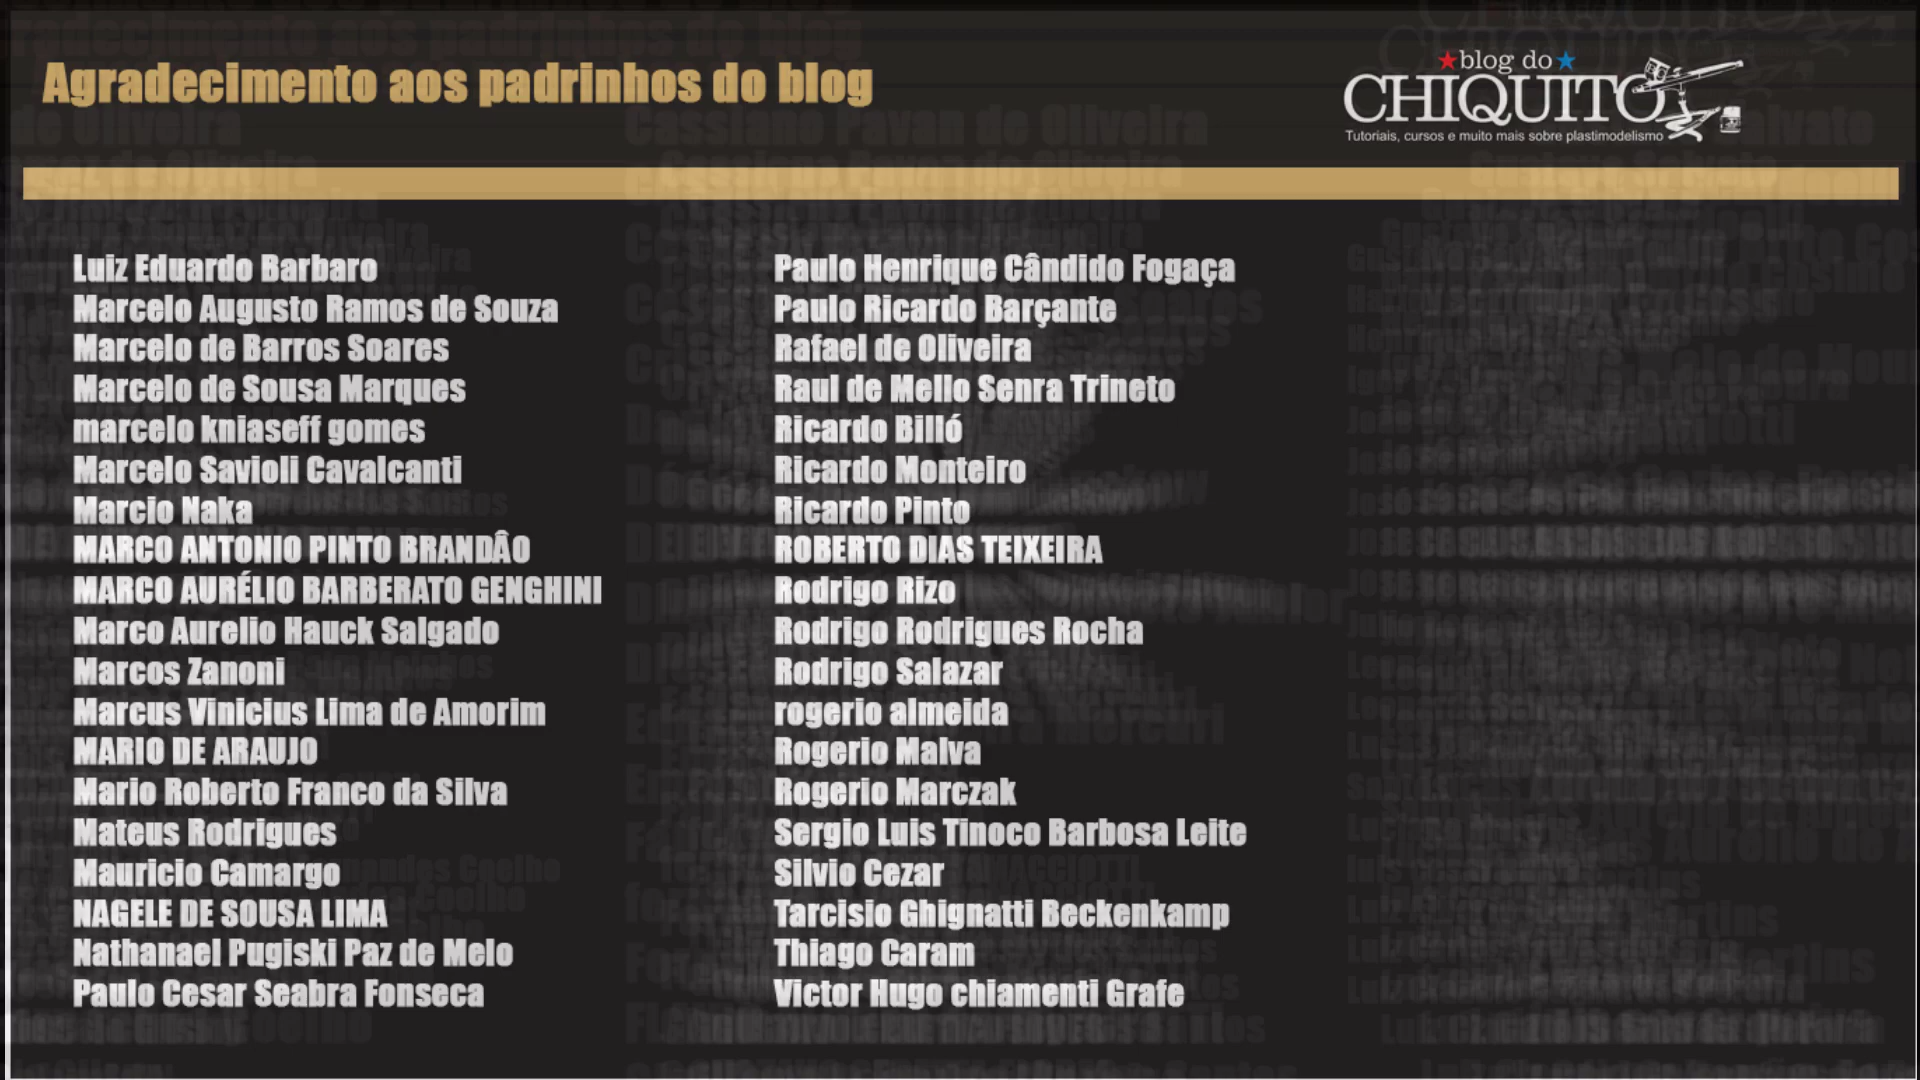 Agradecimento aos padrinhos do blog
blog do
CHIQUITO
Tutoriais, cursos e muito mais sobre plastimodelismo
Luiz Eduardo Barbaro
Marcelo Augusto Ramos de Souza
Marcelo de Barros Soares
Marcelo de Sousa Marques
marcelo kniaseff gomes
Marcelo Savioli Cavalcanti
Marcio Naka
MARCO ANTONIO PINTO BRANDÂO
MARCO AURÉLIO BARBERATO GENGHINI
Marco Aurelio Hauck Salgado
Marcos Zanoni
Marcus Vinicius Lima de Amorim
MARIO DE ARAUJO
Mario Roberto Franco da Silva
Mateus Rodrigues
Mauricio Camargo
NAGELE DE SOUSA LIMA
Nathanael Pugiski Paz de Melo
Paulo Cesar Seabra Fonseca
Paulo Henrique Cândido Fogaça
Paulo Ricardo Barçante
Rafael de Oliveira
Raul de Mello Senra Trineto
Ricardo Billó
Ricardo Monteiro
Ricardo Pinto
ROBERTO DIAS TEIXEIRA
Rodrigo Rizo
Rodrigo Rodrigues Rocha
Rodrigo Salazar
rogerio almeida
Rogerio Malva
Rogerio Marczak
Sergio Luis Tinoco Barbosa Leite
Silvio Cezar
Tarcisio Ghignatti Beckenkamp
Thiago Caram
Victor Hugo chiamenti Grafe